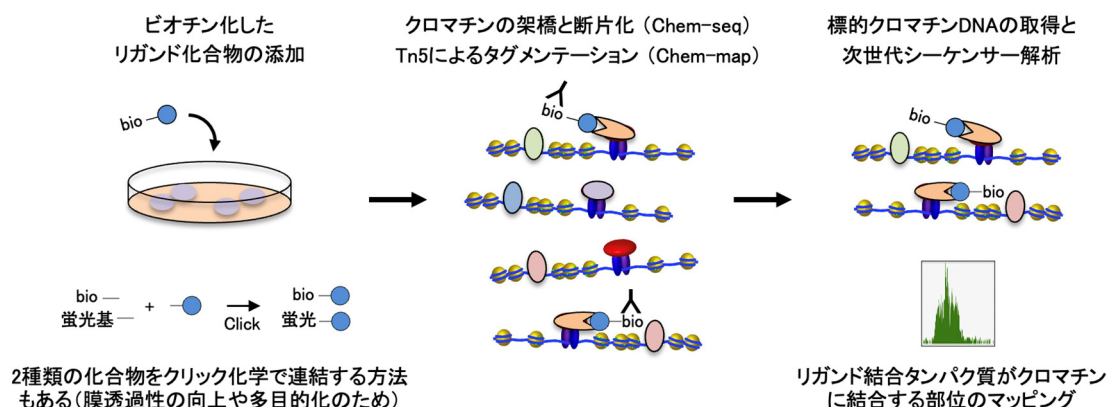 ビオチン化した
リガンド化合物の添加
bio
bio
蛍光基
+
Click
bio
蛍光
2種類の化合物をクリック化学で連結する方法
もある(膜透過性の向上や多目的化のため)
クロマチンの架橋と断片化（Chem-seq）
Tn5によるタグメンテーション（Chem-map）
bio
bio
標的クロマチンDNAの取得と
次世代シーケンサー解析
bio
bio
リガンド結合タンパク質がクロマチン
に結合する部位のマッピング